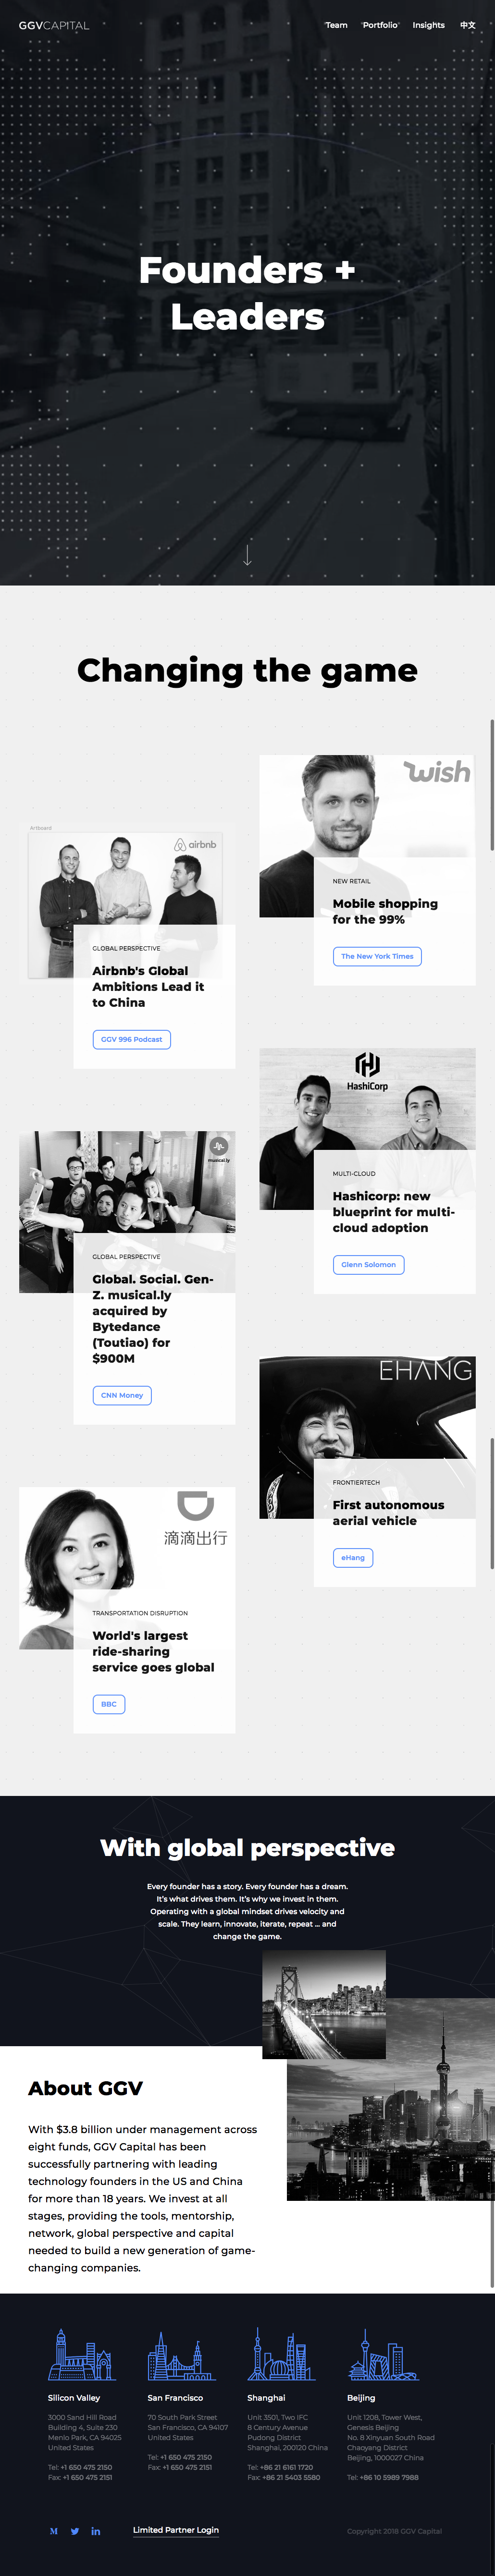 GGVCAPITAL
Team
Portfolio
Insights
中文
Founders +
Leaders
Changing the game
wish
NEW RETAIL
Mobile shopping
for the 99%
The New York Times
Artboard
airbnb
GLOBAL PERSPECTIVE
Airbnb's Global
Ambitions Lead it
to China
GGV 996 Podcast
HashiCorp
MULTI-CLOUD
Hashicorp: new
blueprint for multi-
cloud adoption
Glenn Solomon
musical.ly
GLOBAL PERSPECTIVE
Global. Social. Gen-
Z. musical.ly
acquired by
Bytedance
(Toutiao) for
$900M
CNN Money
EHANG
FRONTIERTECH
First autonomous
aerial vehicle
eHang
滴滴出行
TRANSPORTATION DISRUPTION
World's largest
ride-sharing
service goes global
BBC
With global perspective
Every founder has a story. Every founder has a dream.
It's what drives them. It's why we invest in them.
Operating with a global mindset drives velocity and
scale. They learn, innovate, iterate, repeat ... and
change the game.
About GGV
With $3.8 billion under management across
eight funds, GGV Capital has been
successfully partnering with leading
technology founders in the US and China
for more than 18 years. We invest at all
stages, providing the tools, mentorship,
network, global perspective and capital
needed to build a new generation of game-
changing companies.
Silicon Valley
3000 Sand Hill Road
Building 4, Suite 230
Menlo Park, CA 94025
United States
Tel: +1 650 475 2150
Fax: +1 650 475 2151
San Francisco
70 South Park Street
San Francisco, CA 94107
United States
Tel: +1 650 475 2150
Fax: +1 650 475 2151
Shanghai
Unit 3501, Two IFC
8 Century Avenue
Pudong District
Shanghai, 200120 China
Tel: +86 21 6161 1720
Fax: +86 21 5403 5580
Beijing
Unit 1208, Tower West,
Genesis Beijing
No. 8 Xinyuan South Road
Chaoyang District
Beijing, 1000027 China
Tel: +86 10 5989 7988
Limited Partner Login
Copyright 2018 GGV Capital